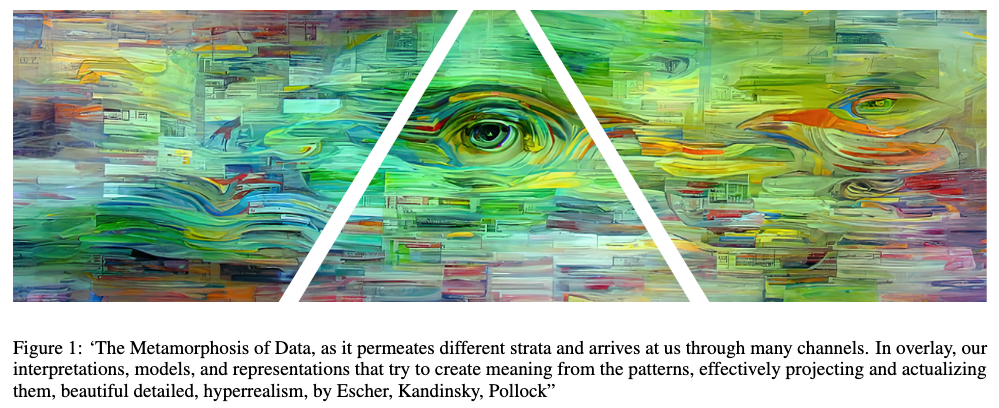 Figure 1: ‘The Metamorphosis of Data, as it permeates different strata and arrives at us through many channels. In overlay, our
interpretations, models, and representations that try to create meaning from the patterns, effectively projecting and actualizing
them, beautiful detailed, hyperrealism, by Escher, Kandinsky, Pollock”